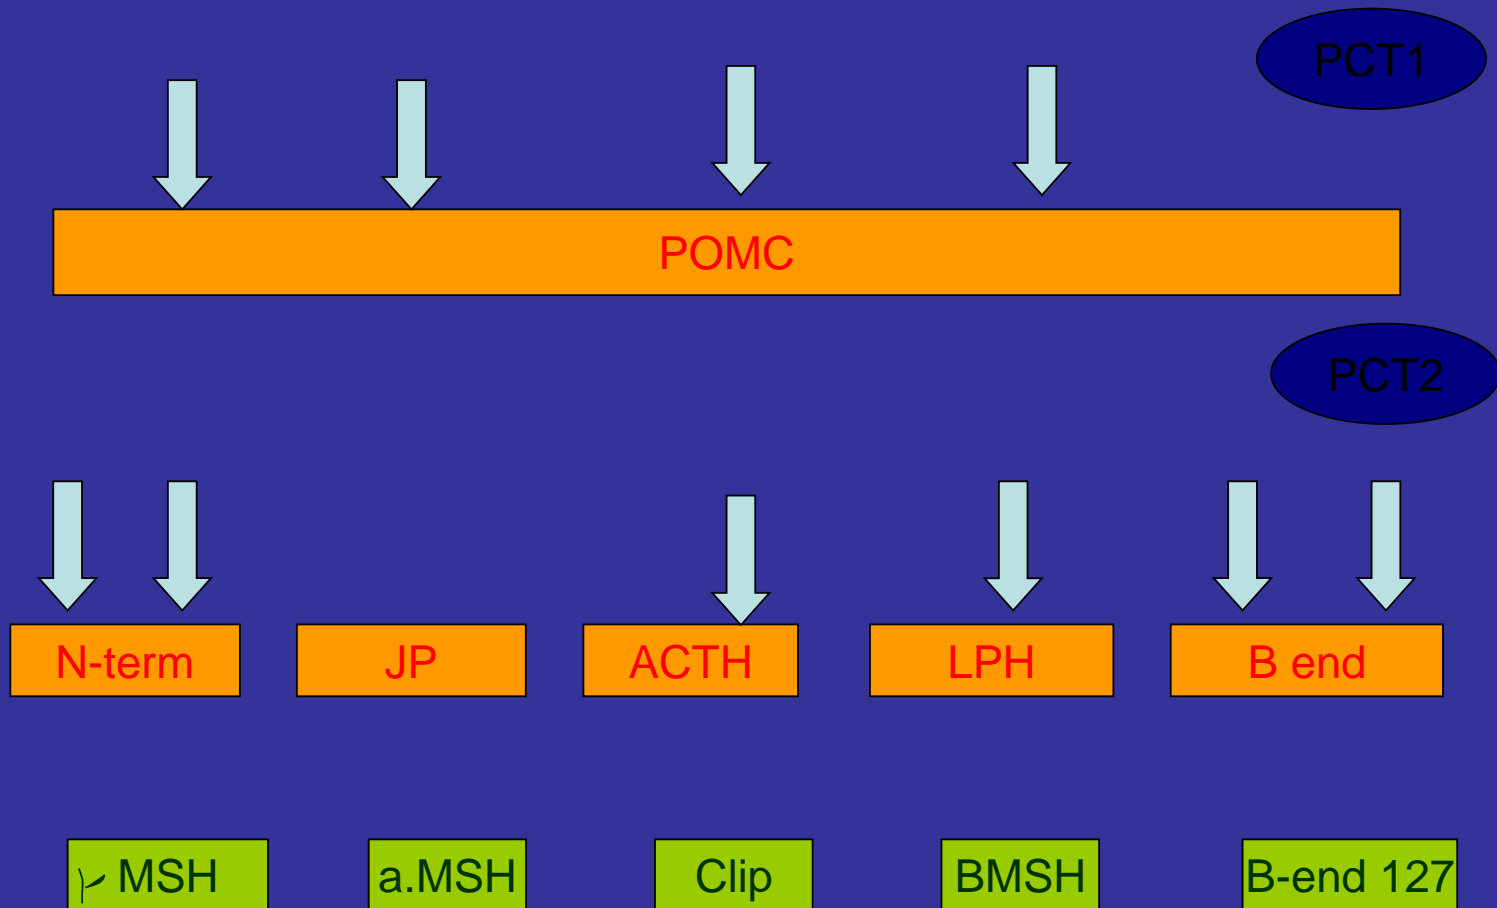 PCT1
POMC
PCT2
N-term
JP
ACTH
LPH
B end
MSH
a.MSH
Clip
BMSH
B-end 127